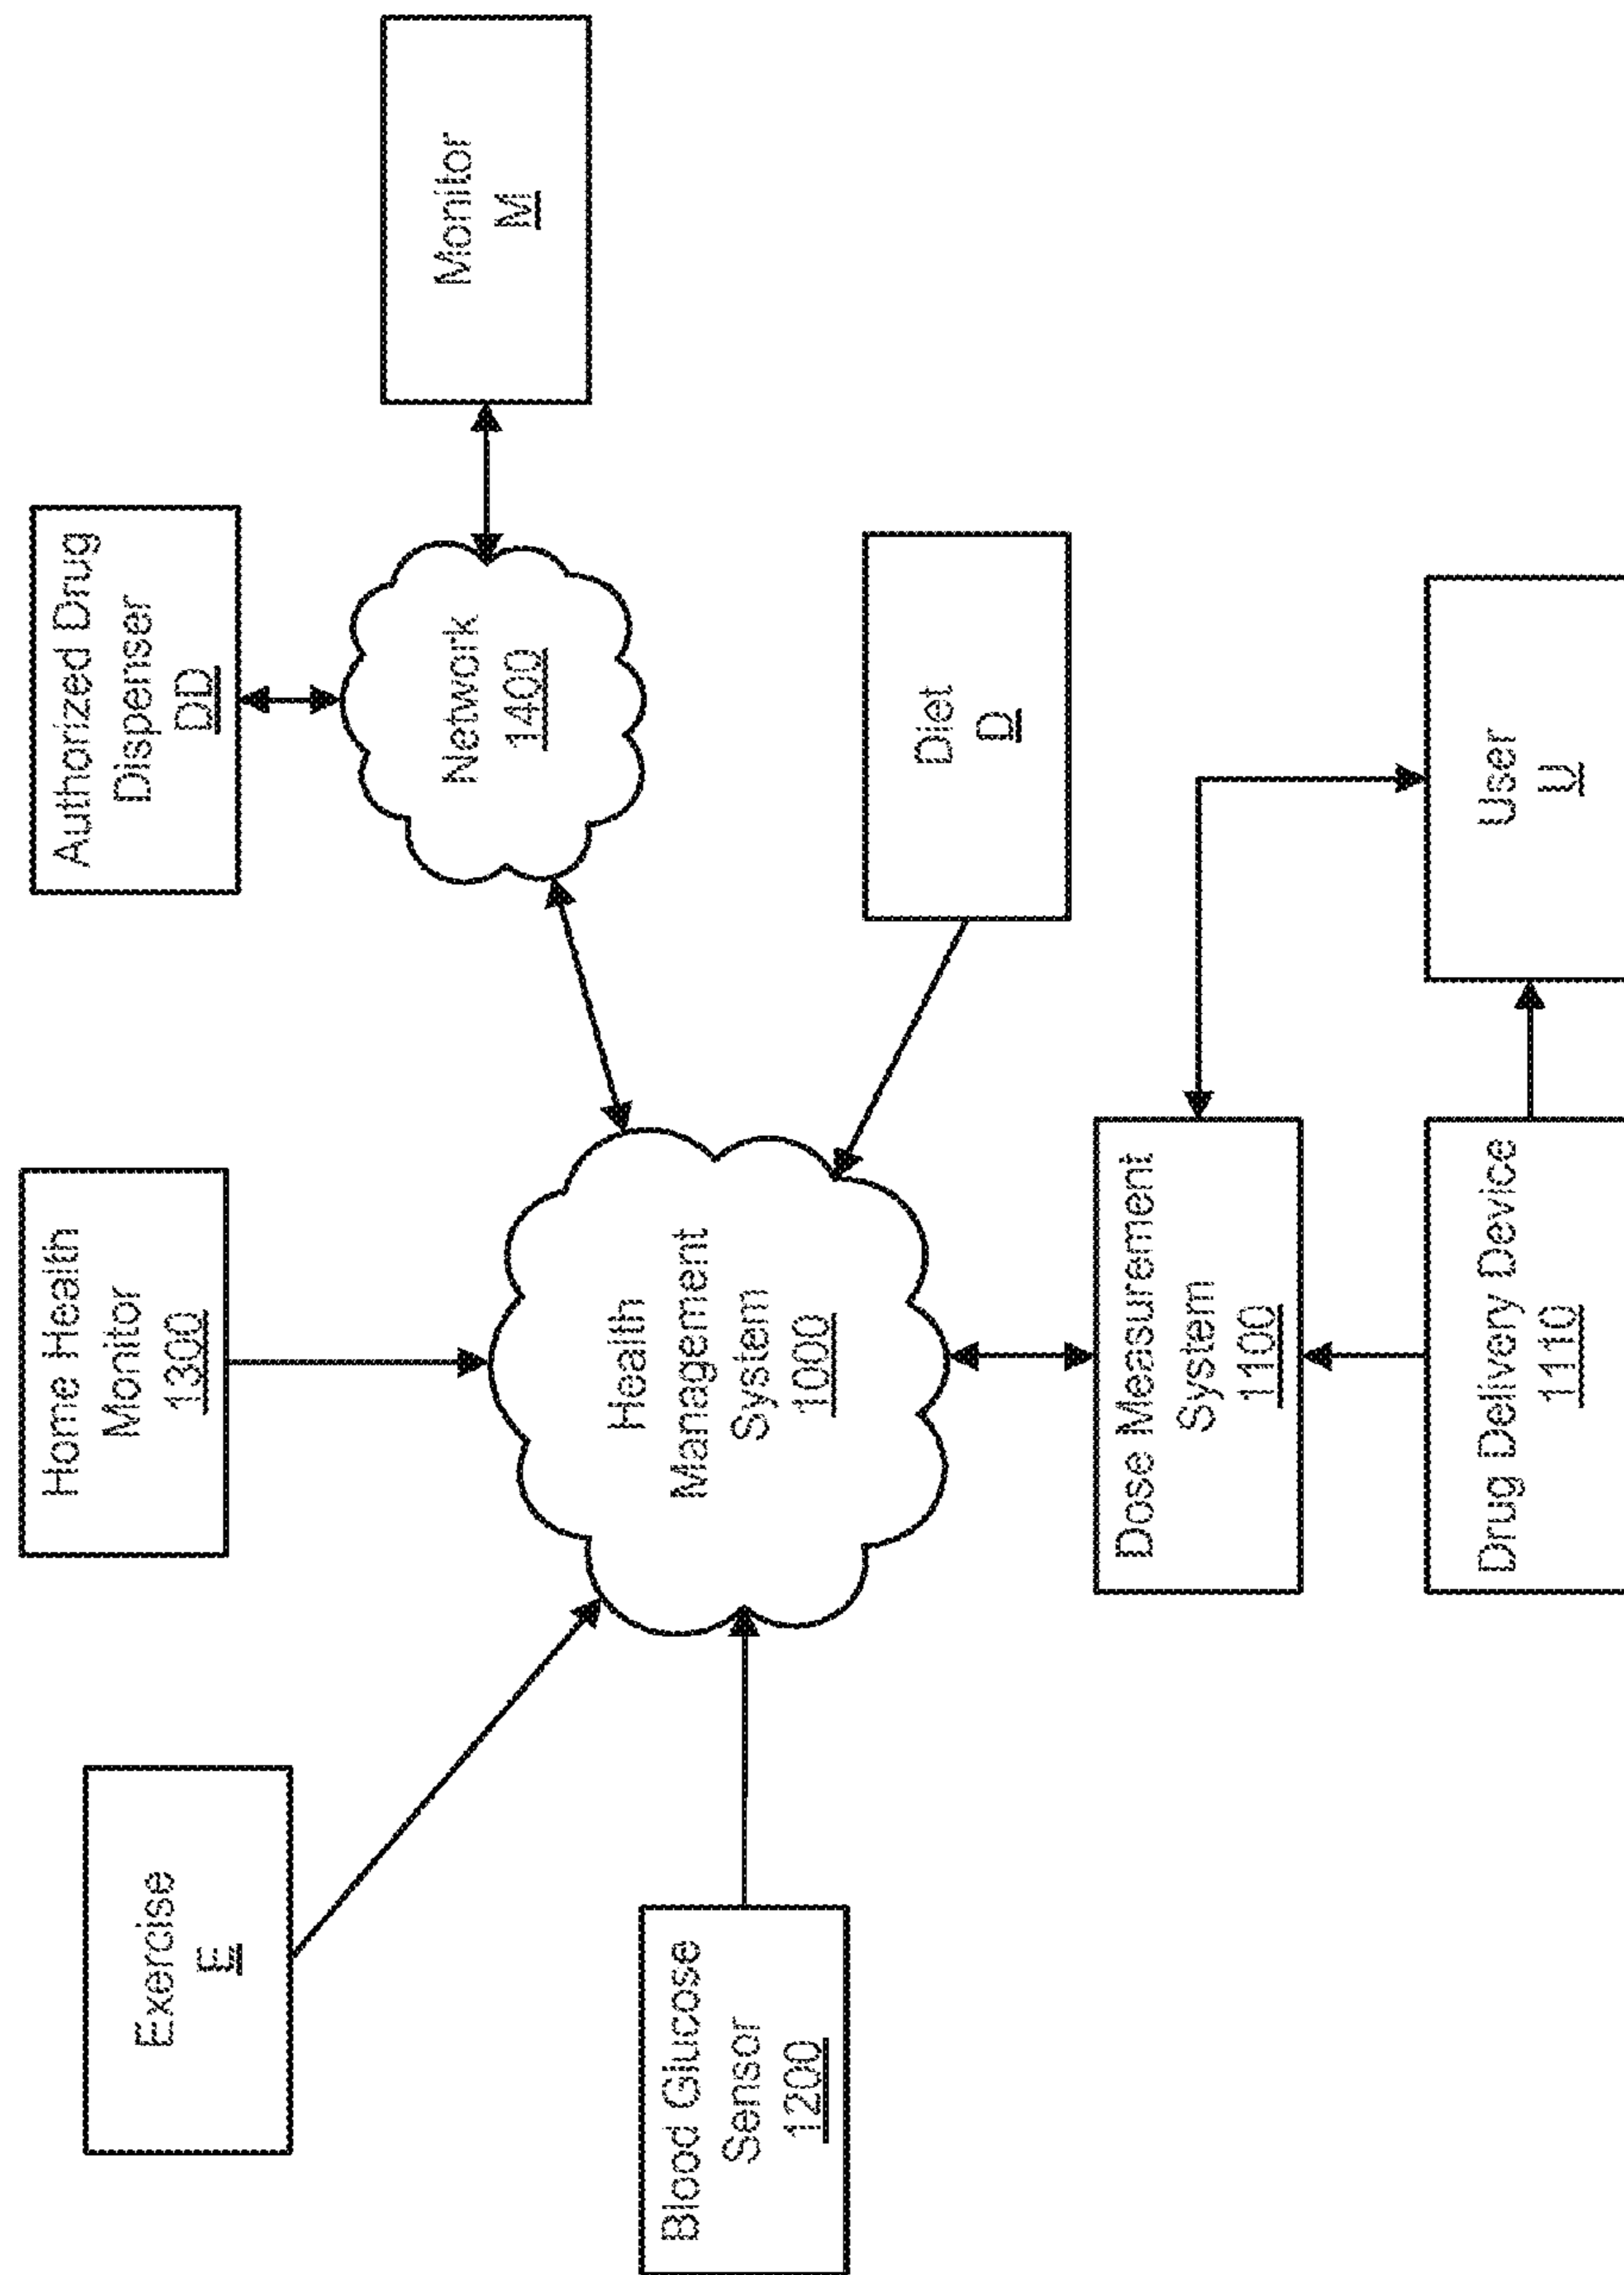 Exercise
E
Home Health
Monitor
1300
Authorized Drug
Dispenser
DD
Monitor
M
Network
1400
Blood Glucose
Sensor
1200
Health
Management
System
1000
Diet
D
Dose Measurement
System
1100
Drug Delivery Device
1110
User
U